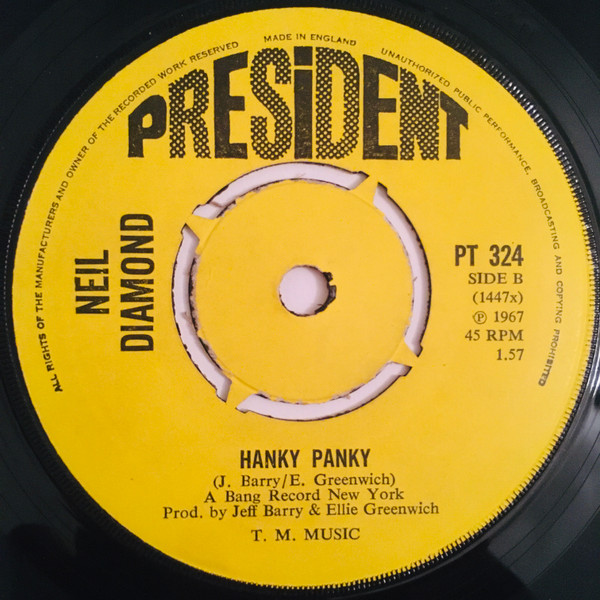 ALL RIGHTS OF THE MANUFACTURERS AND OWNER OF THE RECORDED WORK RESERVED
MADE IN ENGLAND
UNAUTHORIZED PUBLIC PERFORMANCE, BROADCASTING AND COPYING PROHIBITED
PRESiDENT
NEIL
DIAMOND
PT 324
SIDE B
(1447x)
℗ 1967
45 RPM
1.57
HANKY PANKY
(J. Barry/E. Greenwich)
A Bang Record New York
Prod. by Jeff Barry & Ellie Greenwich
T. M. MUSIC